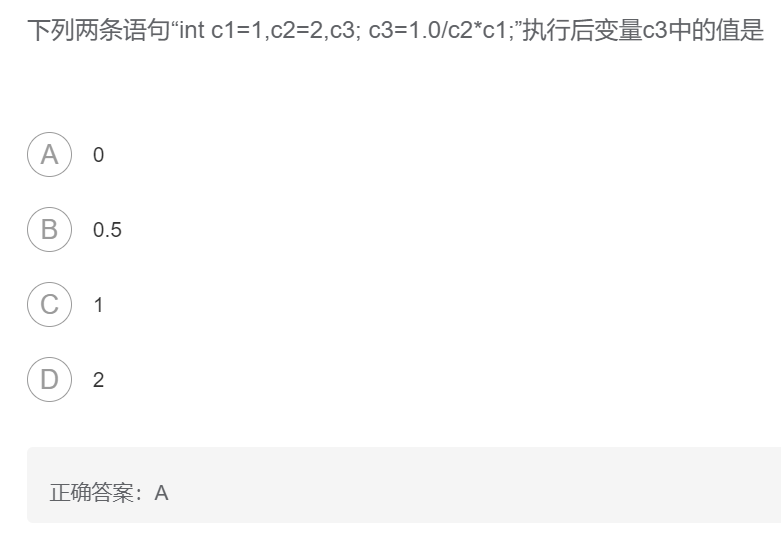 下列两条语句“int c1=1,c2=2,c3; c3=1.0/c2*c1;”执行后变量c3中的值是
A 0
B 0.5
C 1
D 2
正确答案：A